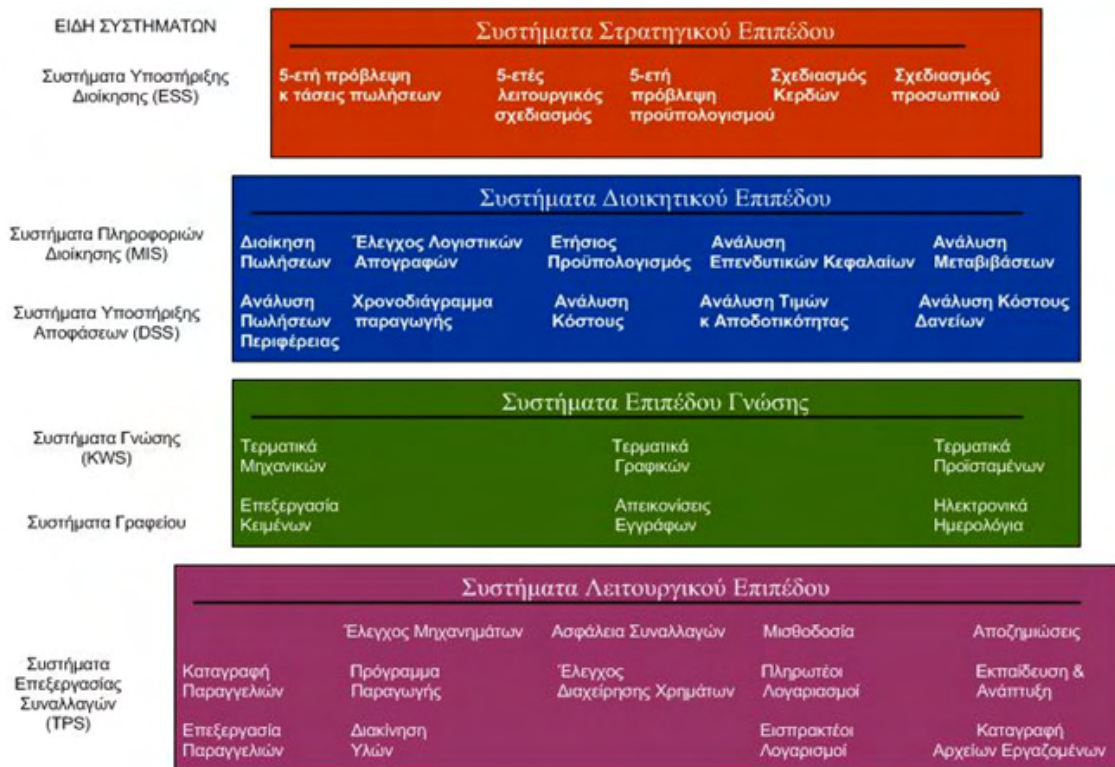 ΕΙΔΗ ΣΥΣΤΗΜΑΤΩΝ
Συστήματα Στρατηγικού Επιπέδου
Συστήματα Υποστήριξης
Διοίκησης (ESS)
5-ετή πρόβλεψη
κ τάσεις πωλήσεων
5-ετές
λειτουργικός
σχεδιασμός
5-ετή
πρόβλεψη
προϋπολογισμού
Σχεδιασμός
Κερδών
Σχεδιασμός
προσωπικού
Συστήματα Διοικητικού Επιπέδου
Συστήματα Πληροφοριών
Διοίκησης (MIS)
Διοίκηση
Πωλήσεων
Έλεγχος Λογιστικών
Απογραφών
Ετήσιος
Προϋπολογισμός
Ανάλυση
Επενδυτικών Κεφαλαίων
Ανάλυση
Μεταβιβάσεων
Συστήματα Υποστήριξης
Αποφάσεων (DSS)
Ανάλυση
Πωλήσεων
Περιφέρειας
Χρονοδιάγραμμα
παραγωγής
Ανάλυση
Κόστους
Ανάλυση Τιμών
κ Αποδοτικότητας
Ανάλυση Κόστους
Δανείων
Συστήματα Επιπέδου Γνώσης
Συστήματα Γνώσης
(KWS)
Τερματικά
Μηχανικών
Τερματικά
Γραφικών
Τερματικά
Προϊσταμένων
Συστήματα Γραφείου
Επεξεργασία
Κειμένων
Απεικονίσεις
Εγγράφων
Ηλεκτρονικά
Ημερολόγια
Συστήματα Λειτουργικού Επιπέδου
Συστήματα
Επεξεργασίας
Συναλλαγών
(TPS)
Έλεγχος Μηχανημάτων
Ασφάλεια Συναλλαγών
Μισθοδοσία
Αποζημιώσεις
Καταγραφή
Παραγγελιών
Πρόγραμμα
Παραγωγής
Έλεγχος
Διαχείρησης Χρημάτων
Πληρωτέοι
Λογαριασμοί
Εκπαίδευση &
Ανάπτυξη
Επεξεργασία
Παραγγελιών
Διακίνηση
Υλών
Εισπρακτέοι
Λογαρισμοί
Καταγραφή
Αρχείων Εργαζομένων